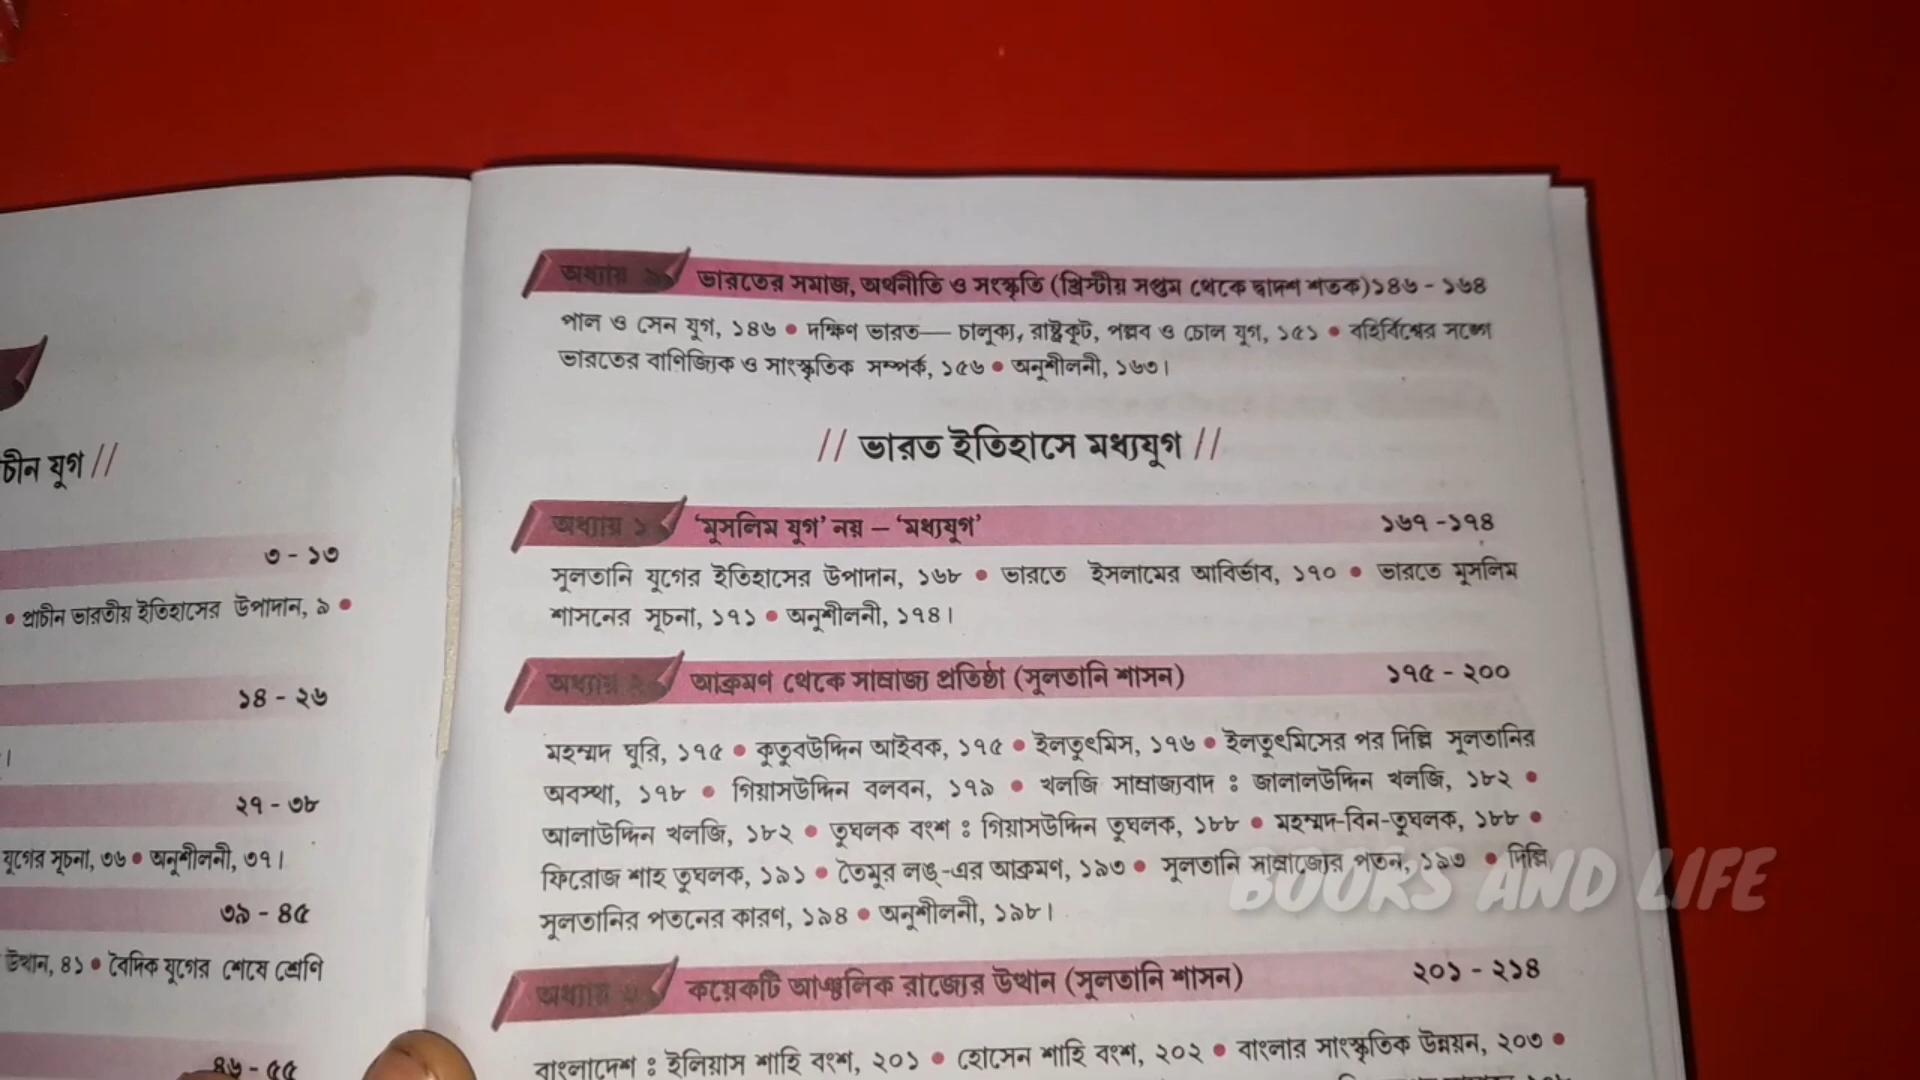 চীন যুগ //
৩ - ১৩
• প্রাচীন ভারতীয় ইতিহাসের উপাদান, ৯ •
১৪ - ২৬
।
২৭ - ৩৮
যুগের সূচনা, ৩৬ • অনুশীলনী, ৩৭।
৩৯ - ৪৫
উত্থান, ৪১ • বৈদিক যুগের শেষে শ্রেণি
৪৬ - ৫৫
অধ্যায় ৯ ভারতের সমাজ, অর্থনীতি ও সংস্কৃতি (খ্রিস্টীয় সপ্তম থেকে দ্বাদশ শতক) ১৪৬ - ১৬৪
পাল ও সেন যুগ, ১৪৬ • দক্ষিণ ভারত— চালুক্য, রাষ্ট্রকূট, পল্লব ও চোল যুগ, ১৫১ • বহির্বিশ্বের সঙ্গে
ভারতের বাণিজ্যিক ও সাংস্কৃতিক সম্পর্ক, ১৫৬ • অনুশীলনী, ১৬৩।
// ভারত ইতিহাসে মধ্যযুগ //
অধ্যায় ১ ‘মুসলিম যুগ’ নয় – ‘মধ্যযুগ’ ১৬৭ -১৭৪
সুলতানি যুগের ইতিহাসের উপাদান, ১৬৮ • ভারতে ইসলামের আবির্ভাব, ১৭০ • ভারতে মুসলিম
শাসনের সূচনা, ১৭১ • অনুশীলনী, ১৭৪।
অধ্যায় ২ আক্রমণ থেকে সাম্রাজ্য প্রতিষ্ঠা (সুলতানি শাসন) ১৭৫ - ২০০
মহম্মদ ঘুরি, ১৭৫ • কুতুবউদ্দিন আইবক, ১৭৫ • ইলতুৎমিস, ১৭৬ • ইলতুৎমিসের পর দিল্লি সুলতানির
অবস্থা, ১৭৮ • গিয়াসউদ্দিন বলবন, ১৭৯ • খলজি সাম্রাজ্যবাদ : জালালউদ্দিন খলজি, ১৮২ •
আলাউদ্দিন খলজি, ১৮২ • তুঘলক বংশ : গিয়াসউদ্দিন তুঘলক, ১৮৮ • মহম্মদ-বিন-তুঘলক, ১৮৮ •
ফিরোজ শাহ তুঘলক, ১৯১ • তৈমুর লঙ্-এর আক্রমণ, ১৯৩ • সুলতানি সাম্রাজ্যের পতন, ১৯৩ • দিল্লি
সুলতানির পতনের কারণ, ১৯৪ • অনুশীলনী, ১৯৮।
অধ্যায় ৩ কয়েকটি আঞ্চলিক রাজ্যের উত্থান (সুলতানি শাসন) ২০১ - ২১৪
বাংলাদেশ : ইলিয়াস শাহি বংশ, ২০১ • হোসেন শাহি বংশ, ২০২ • বাংলার সাংস্কৃতিক উন্নয়ন, ২০৩ •
BOOKS AND LIFE